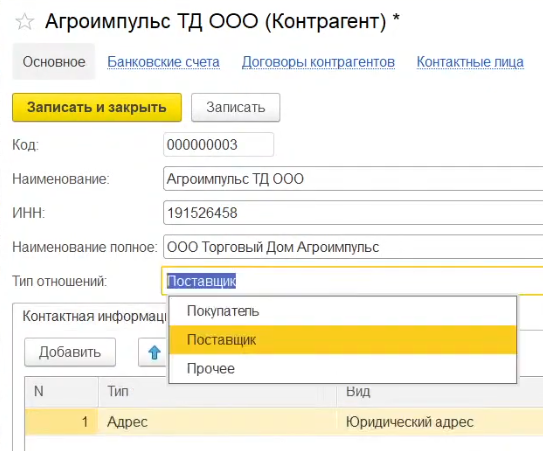 Агроимпульс ТД ООО (Контрагент) *
Основное Банковские счета Договоры контрагентов Контактные лица
Записать и закрыть Записать
Код: 000000003
Наименование: Агроимпульс ТД ООО
ИНН: 191526458
Наименование полное: ООО Торговый Дом Агроимпульс
Тип отношений: Поставщик
Покупатель
Контактная информац
Поставщик
Добавить
Прочее
N Тип Вид
1 Адрес Юридический адрес